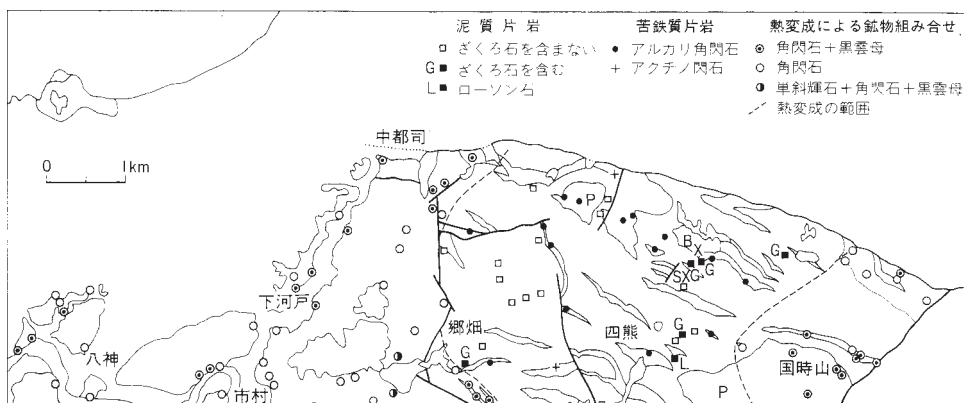 泥質片岩
□ ざくろ石を含まない
G ■ ざくろ石を含む
L ■ ローソン石
苦鉄質片岩
● アルカリ角閃石
+ アクチノ閃石
熱変成による鉱物組み合せ
◉ 角閃石+黒雲母
○ 角閃石
◑ 単斜輝石+角閃石+黒雲母
熱変成の範囲
0 1km
中都司
P
B
X
G
S
X
G
G
下河戸
郷畑
四熊
G
八神
G
L
国時山
市村
P